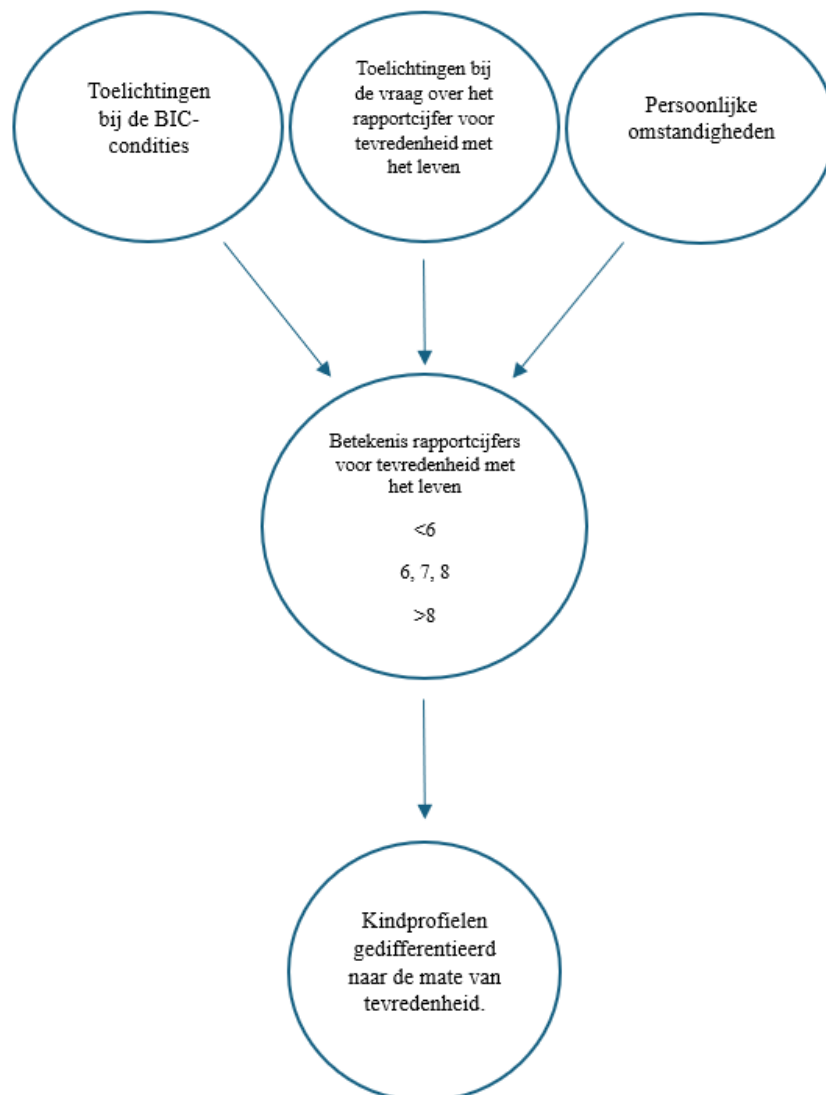 Toelichtingen
bij de BIC-
condities
Toelichtingen bij
de vraag over het
rapportcijfer voor
tevredenheid met
het leven
Persoonlijke
omstandigheden
Betekenis rapportcijfers
voor tevredenheid met
het leven
<6
6, 7, 8
>8
Kindprofielen
gedifferentieerd
naar de mate van
tevredenheid.